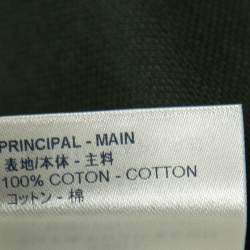 PRINCIPAL - MAIN
表地/本体 - 主料
100% COTON - COTTON
コットン - 棉